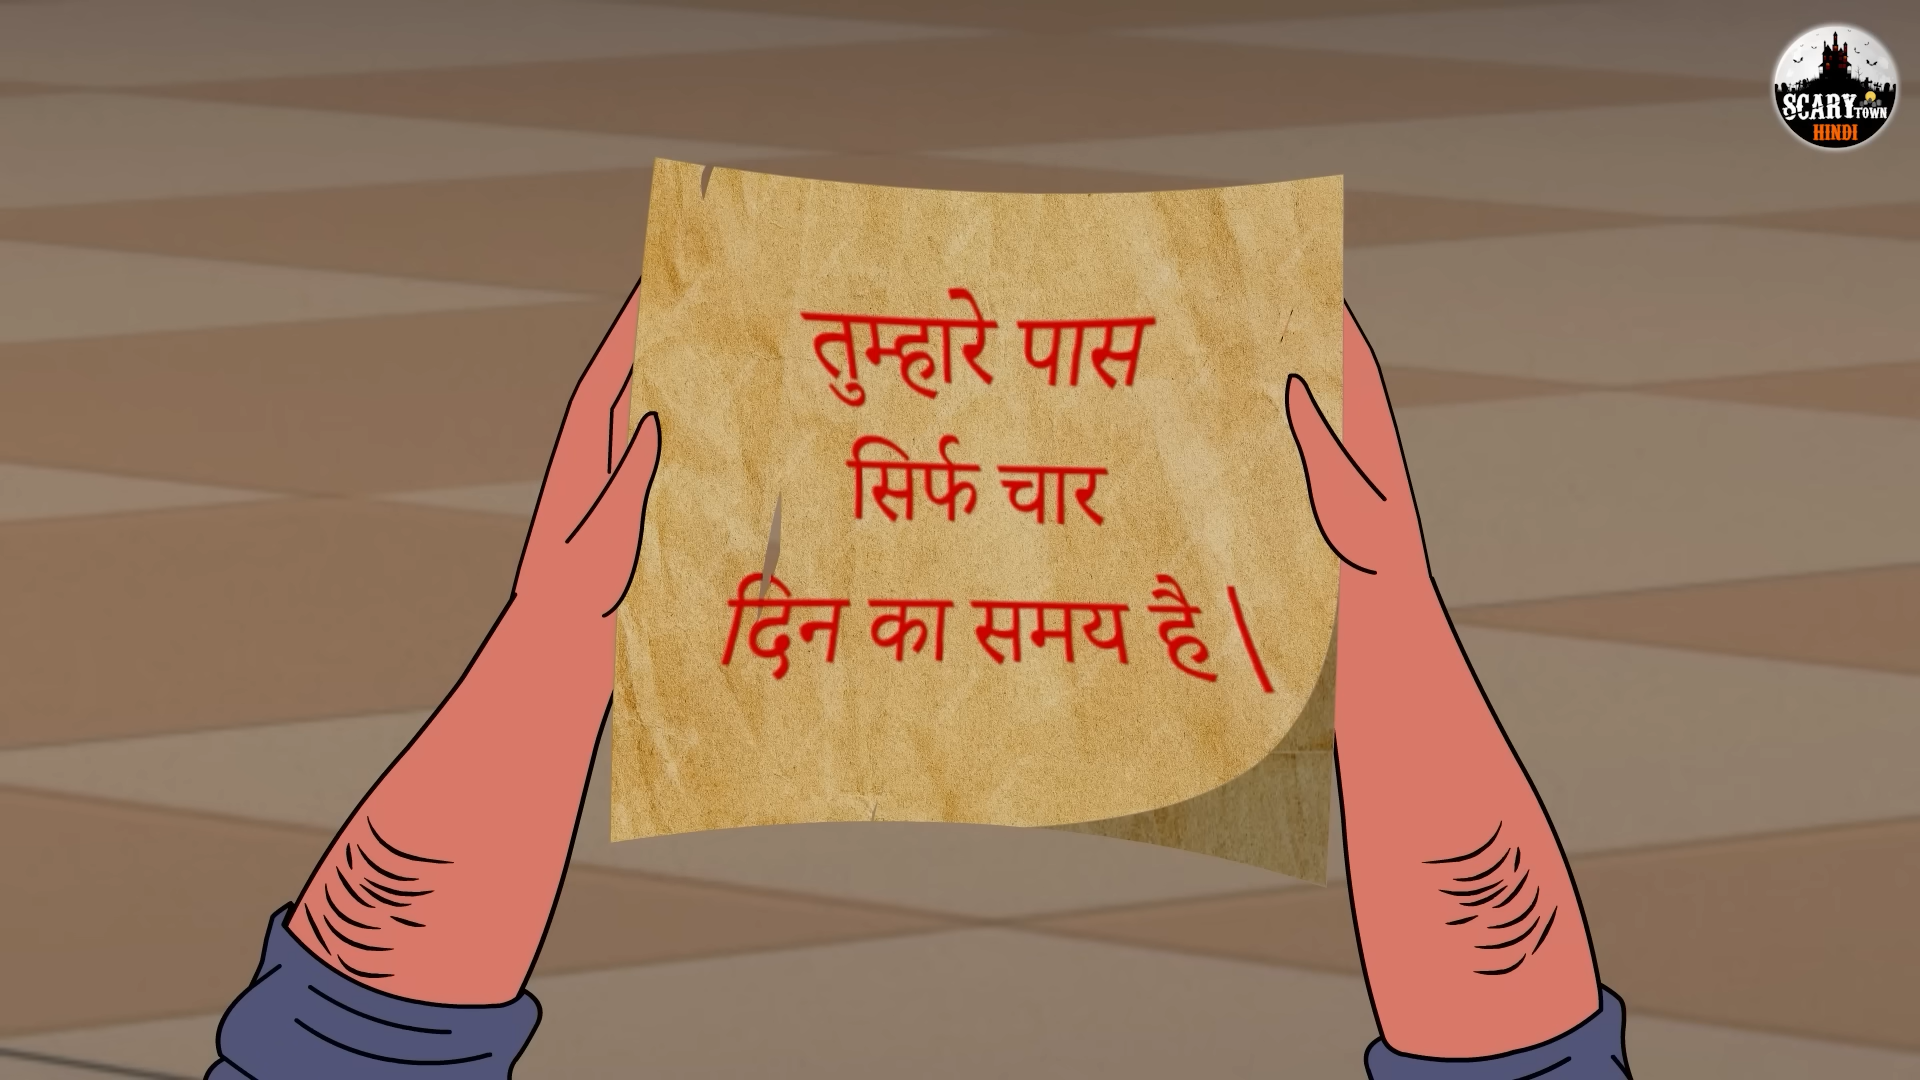 तुम्हारे पास
सिर्फ चार
दिन का समय है|
SCARY TOWN
HINDI